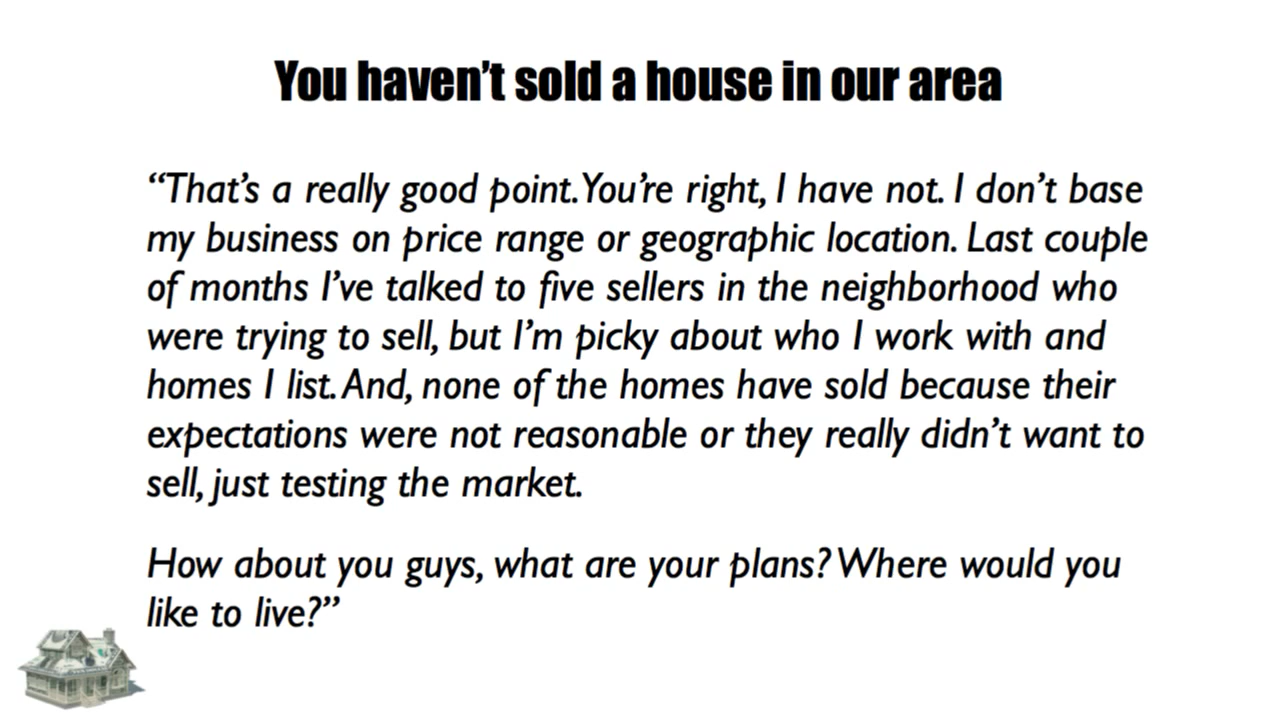 You haven’t sold a house in our area
“That’s a really good point. You’re right, I have not. I don’t base
my business on price range or geographic location. Last couple
of months I’ve talked to five sellers in the neighborhood who
were trying to sell, but I’m picky about who I work with and
homes I list. And, none of the homes have sold because their
expectations were not reasonable or they really didn’t want to
sell, just testing the market.
How about you guys, what are your plans? Where would you
like to live?”